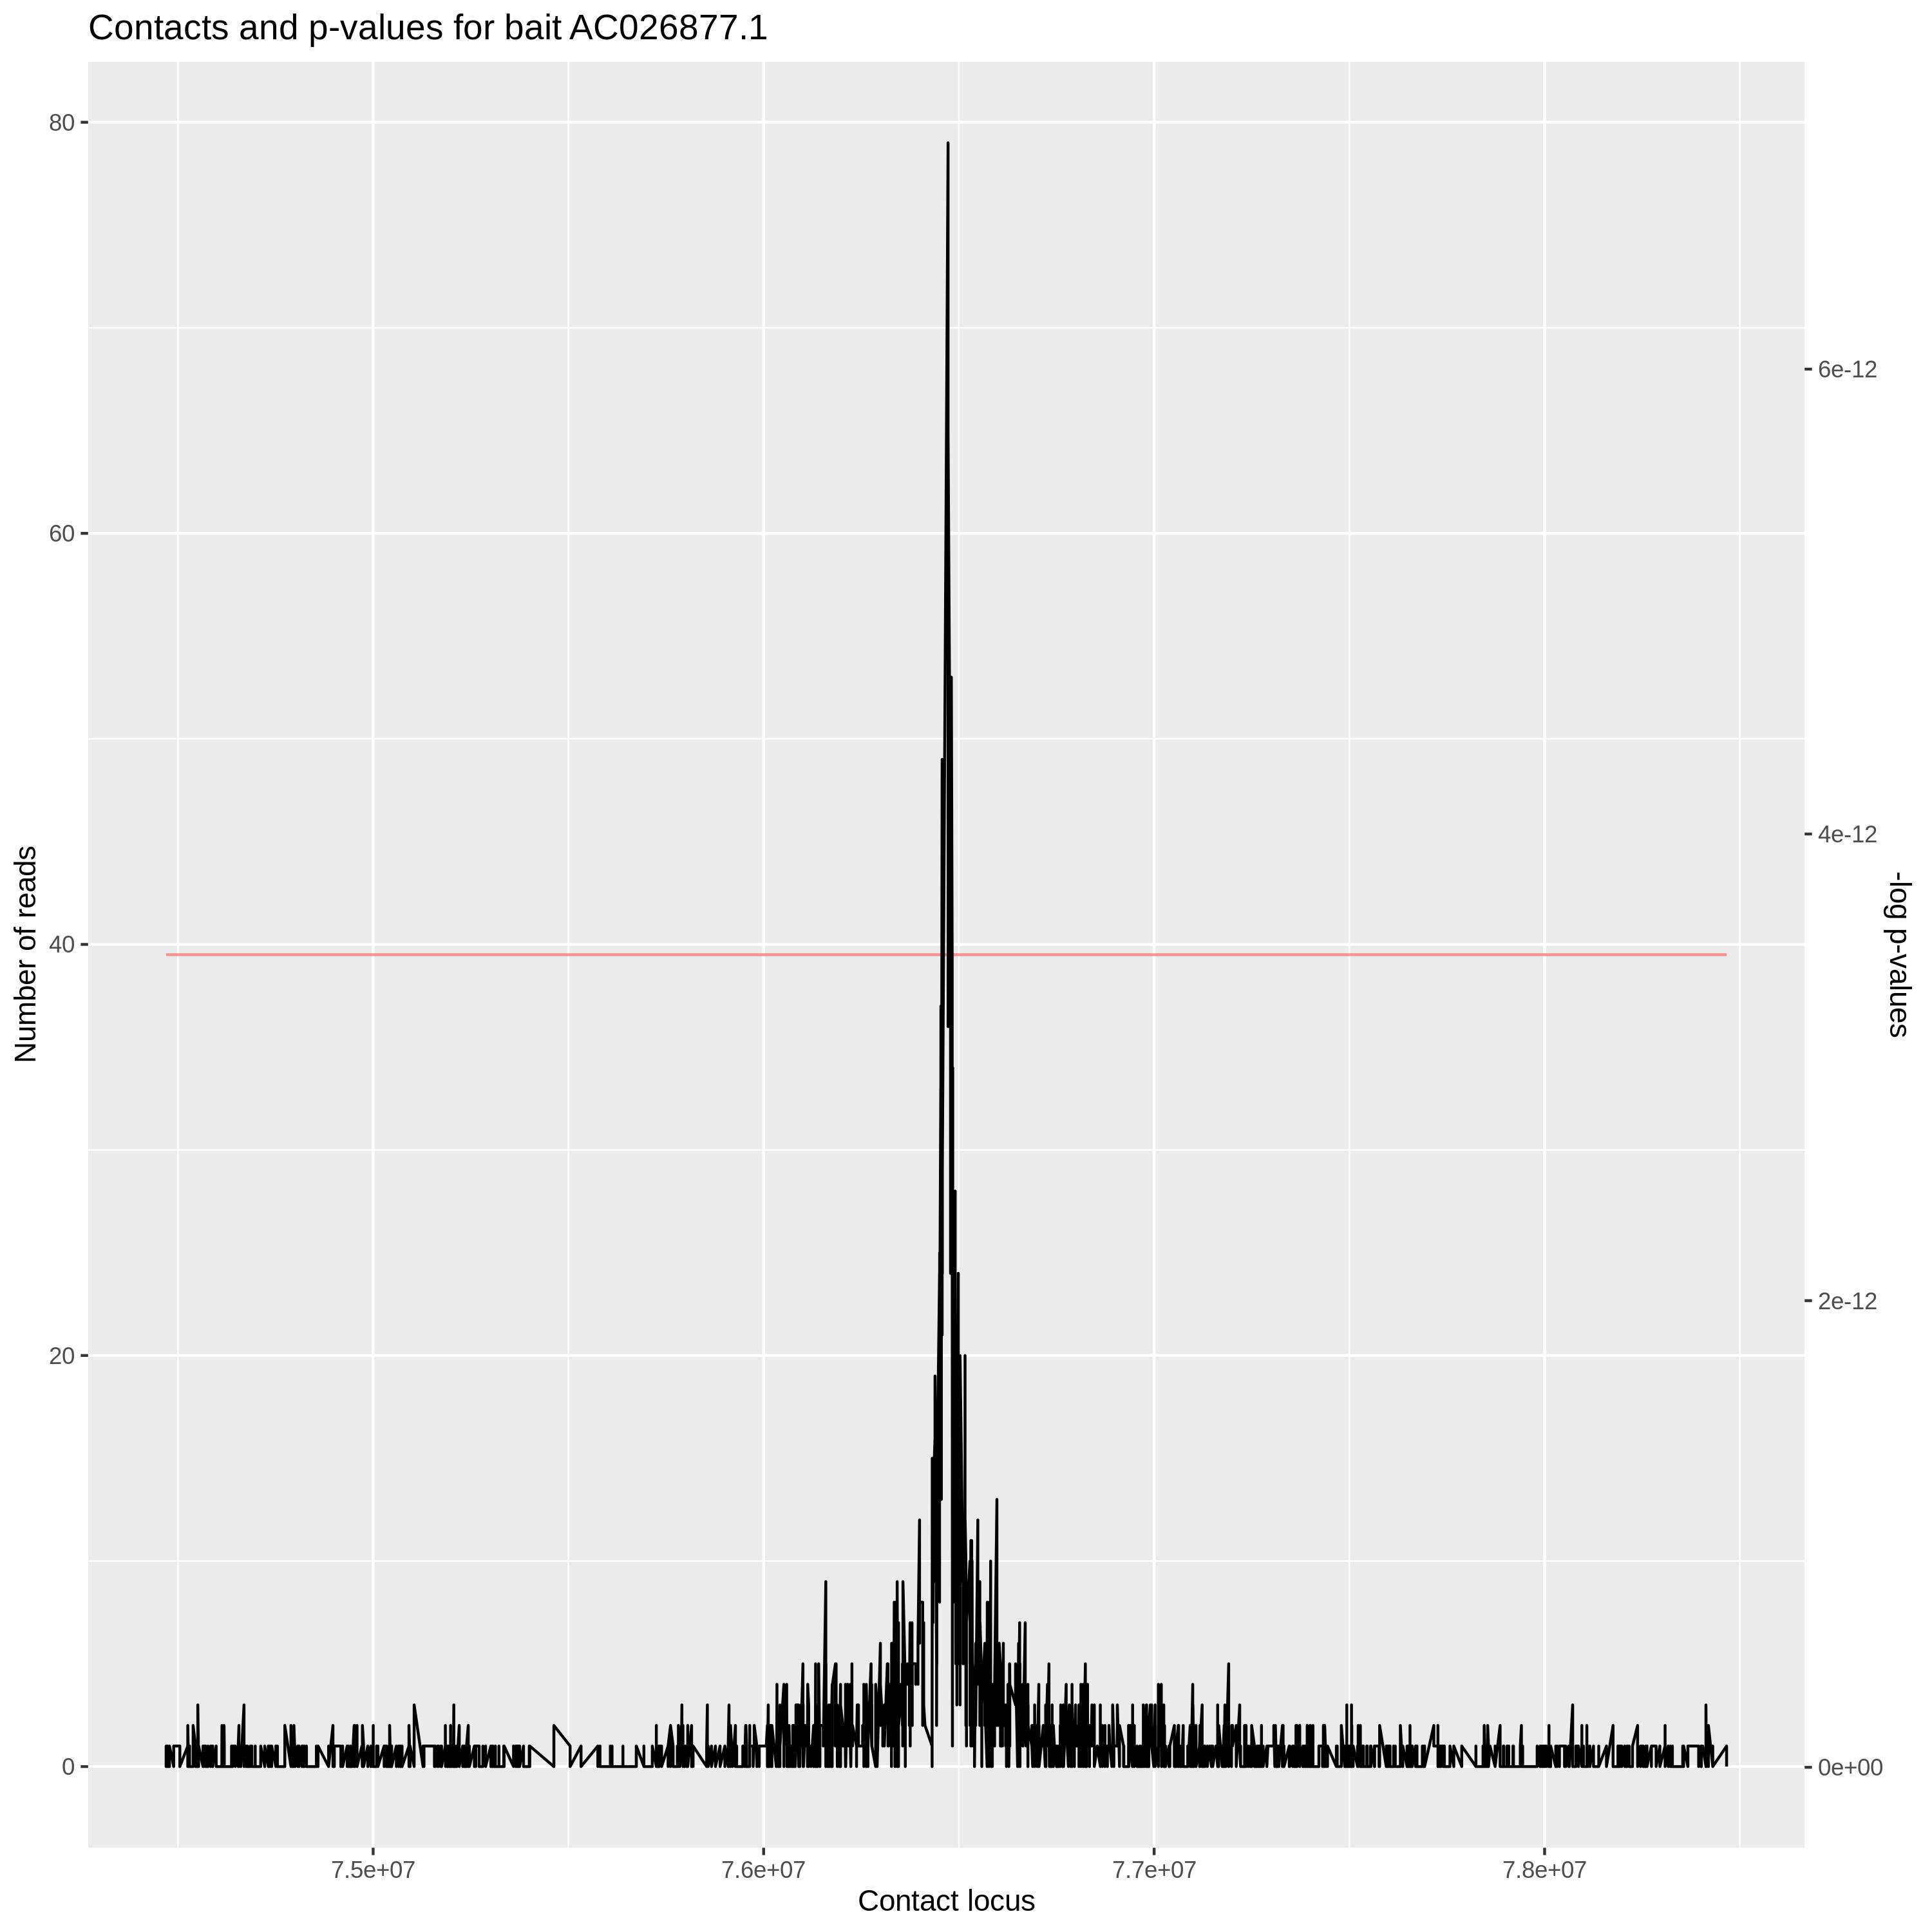 Contacts and p-values for bait AC026877.1
80
60
40
20
0
Number of reads
6e-12
4e-12
2e-12
0e+00
-log p-values
7.5e+07
7.6e+07
7.7e+07
7.8e+07
Contact locus